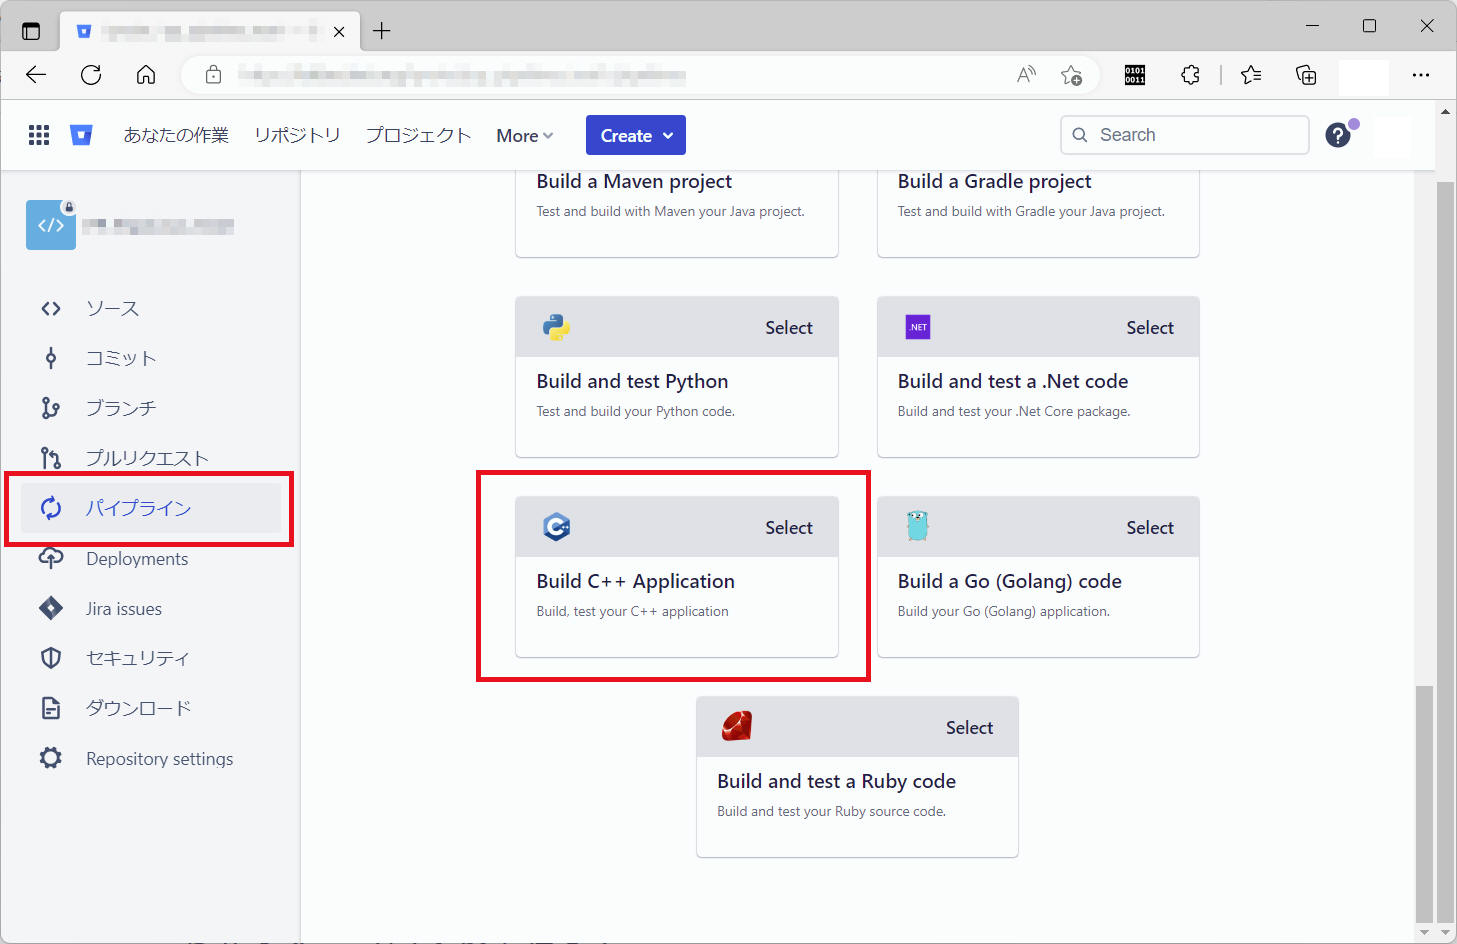 0101
0011
あなたの作業
リポジトリ
プロジェクト
More
Create
Search
?
</>
ソース
コミット
ブランチ
プルリクエスト
パイプライン
Deployments
Jira issues
セキュリティ
ダウンロード
Repository settings
Build a Maven project
Test and build with Maven your Java project.
Build a Gradle project
Test and build with Gradle your Java project.
Select
Build and test Python
Test and build your Python code.
.NET
Select
Build and test a .Net code
Build and test your .Net Core package.
Select
Build C++ Application
Build, test your C++ application
Select
Build a Go (Golang) code
Build your Go (Golang) application.
Select
Build and test a Ruby code
Build and test your Ruby source code.